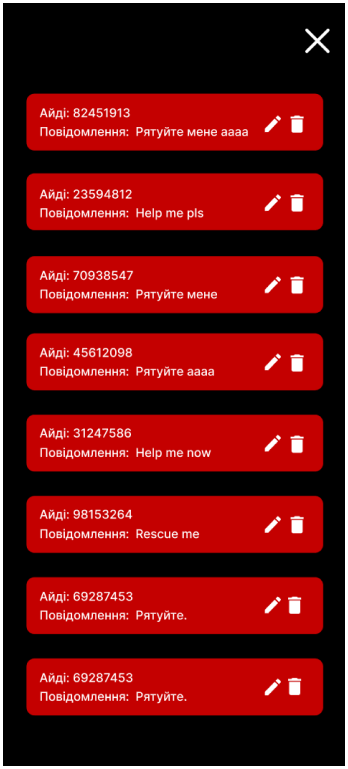 Айді: 82451913
Повідомлення: Рятуйте мене аааа
Айді: 23594812
Повідомлення: Help me pls
Айді: 70938547
Повідомлення: Рятуйте мене
Айді: 45612098
Повідомлення: Рятуйте аааа
Айді: 31247586
Повідомлення: Help me now
Айді: 98153264
Повідомлення: Rescue me
Айді: 69287453
Повідомлення: Рятуйте.
Айді: 69287453
Повідомлення: Рятуйте.